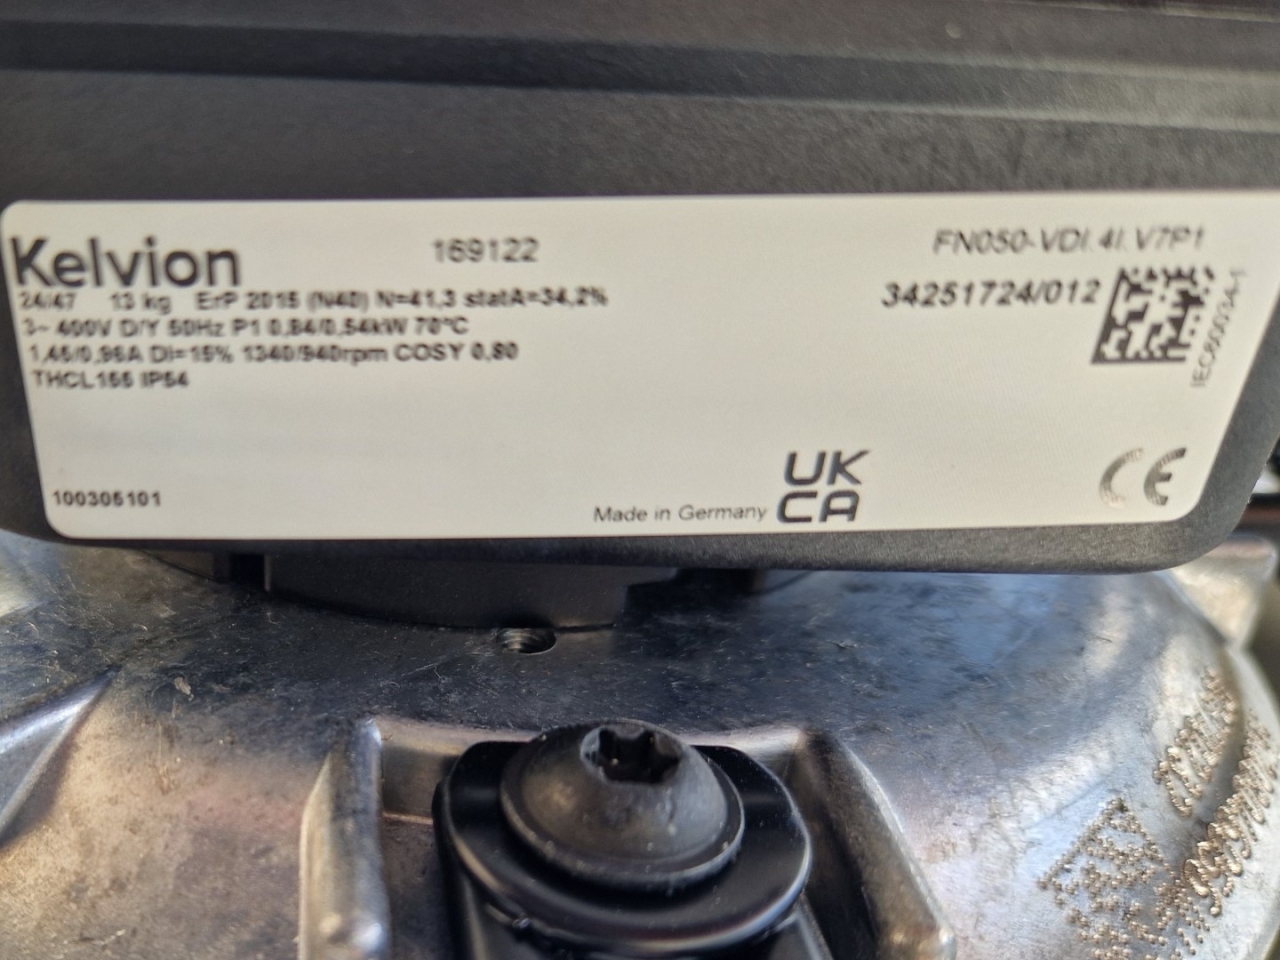 Kelvion
169122
FN050-VDI.4I.V7P1
34251724/012
24/47 13 kg ErP 2015 (N40) N=41,3 statA=34,2%
3~ 400V D/Y 50Hz P1 0,84/0,54kW 70°C
1,45/0,96A DI=15% 1340/940rpm COSY 0,80
THCL155 IP54
IEC60034-1
100305101
Made in Germany
UK
CA
CE